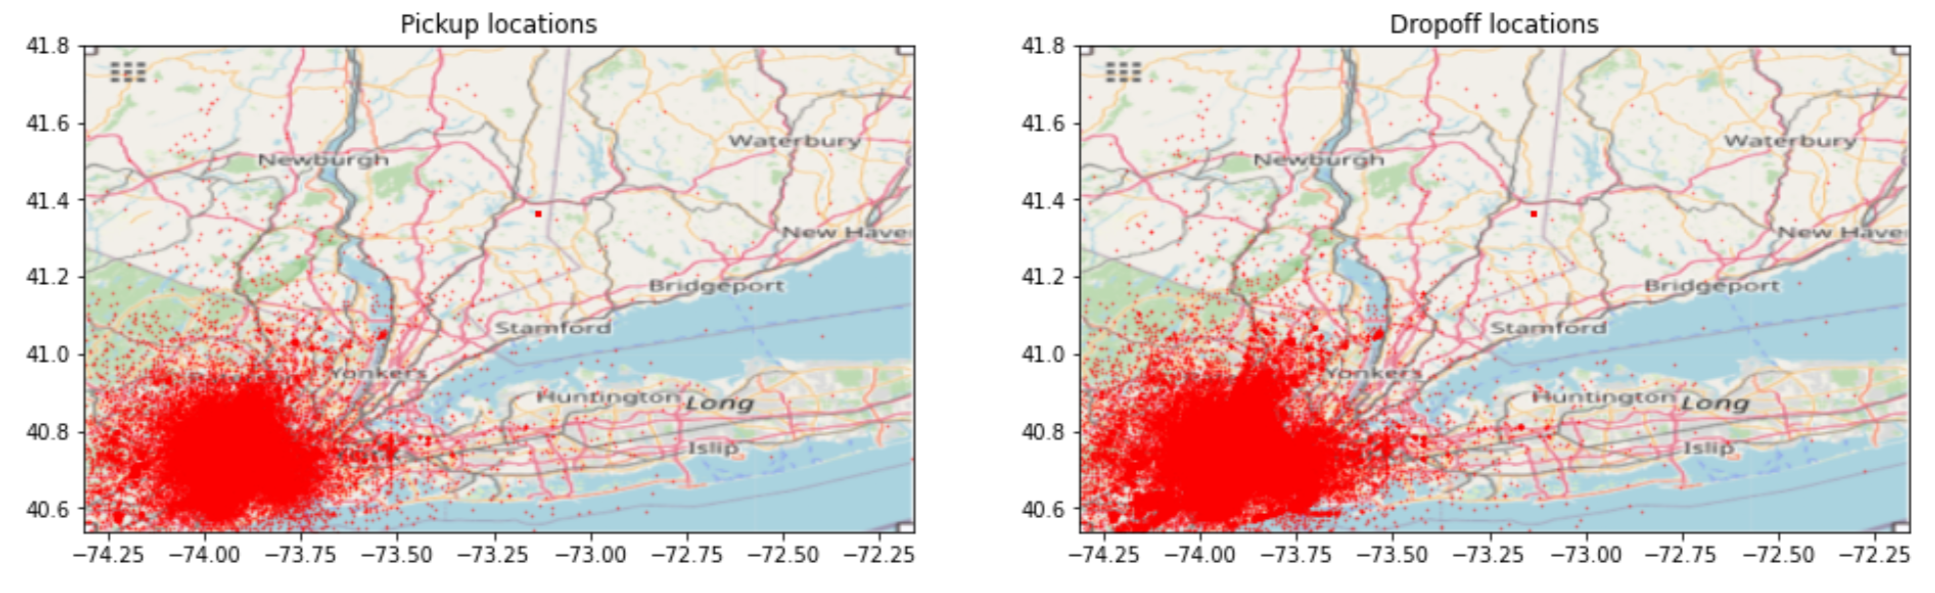 Pickup locations
41.8
41.6
41.4
41.2
41.0
40.8
40.6
Newburgh
Waterbury
New Have
Bridgeport
Stamford
Yonkers
Huntington
Long
Islip
−74.25 −74.00 −73.75 −73.50 −73.25 −73.00 −72.75 −72.50 −72.25
Dropoff locations
41.8
41.6
41.4
41.2
41.0
40.8
40.6
Newburgh
Waterbury
New Have
Bridgeport
Stamford
Yonkers
Huntington
Long
Islip
−74.25 −74.00 −73.75 −73.50 −73.25 −73.00 −72.75 −72.50 −72.25